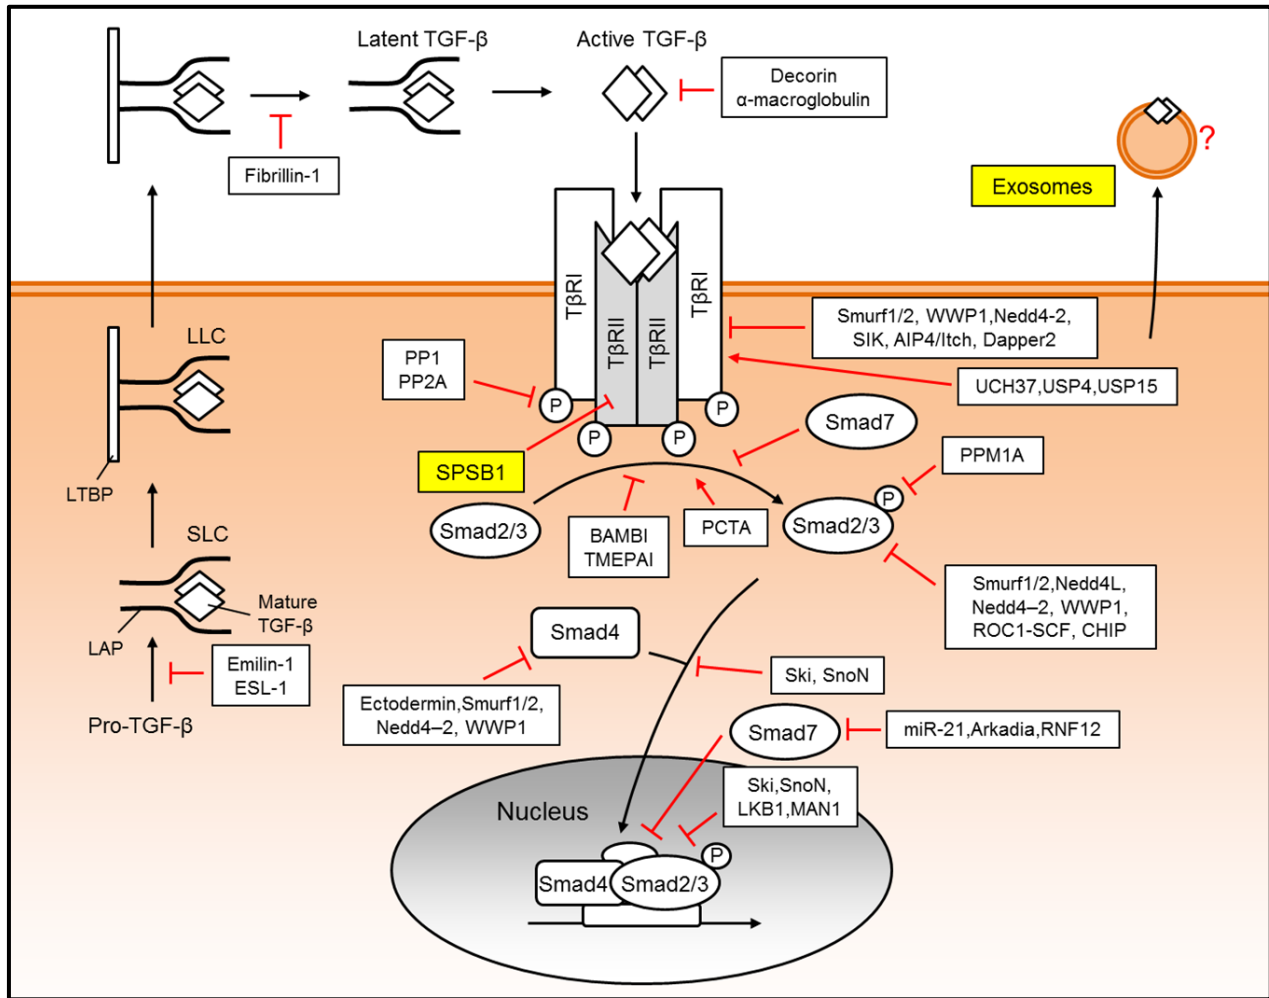 Latent TGF-β
Active TGF-β
Decorin
α-macroglobulin
Fibrillin-1
?
Exosomes
TβRI
TβRII
TβRII
TβRI
Smurf1/2, WWP1,Nedd4-2,
SIK, AIP4/Itch, Dapper2
LLC
PP1
PP2A
UCH37,USP4,USP15
P
P
P
P
Smad7
SPSB1
PPM1A
LTBP
P
Smad2/3
BAMBI
TMEPAI
PCTA
Smad2/3
SLC
Mature
TGF-β
LAP
Smurf1/2,Nedd4L,
Nedd4–2, WWP1,
ROC1-SCF, CHIP
Smad4
Emilin-1
ESL-1
Ski, SnoN
Ectodermin,Smurf1/2,
Nedd4–2, WWP1
Pro-TGF-β
Smad7
miR-21,Arkadia,RNF12
Ski,SnoN,
LKB1,MAN1
Nucleus
P
Smad4
Smad2/3